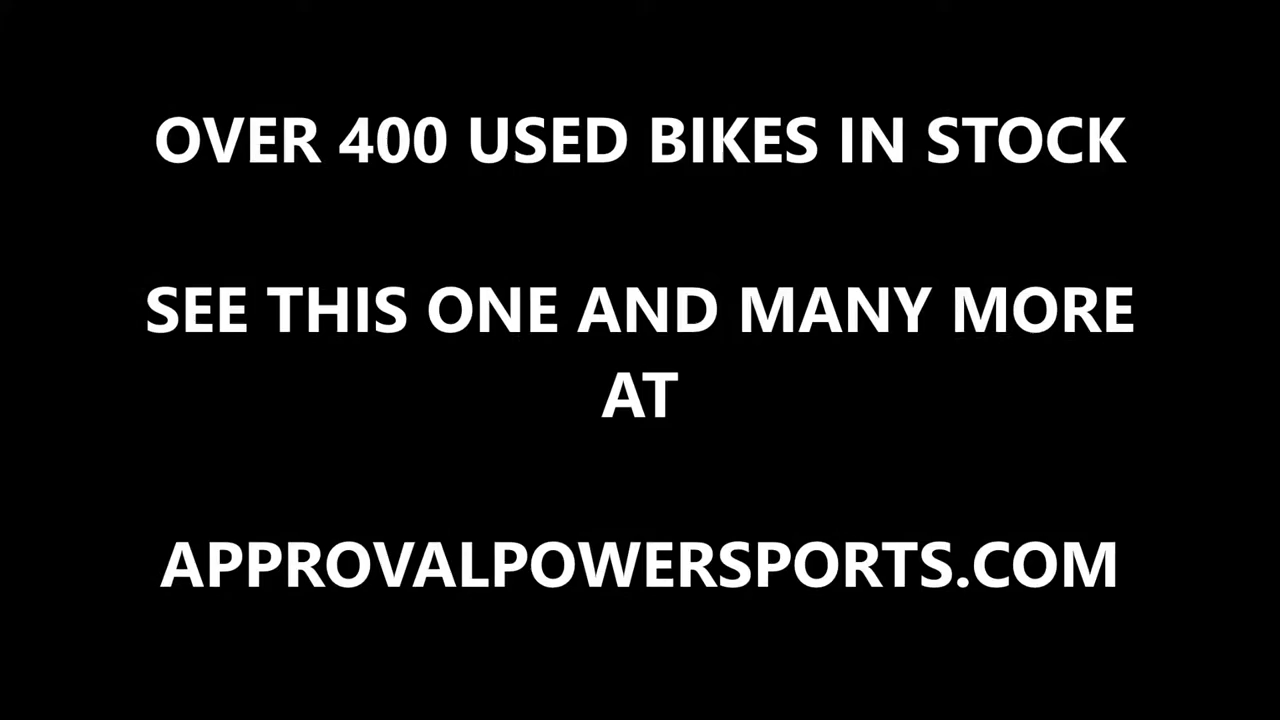 OVER 400 USED BIKES IN STOCK
SEE THIS ONE AND MANY MORE
AT
APPROVALPOWERSPORTS.COM